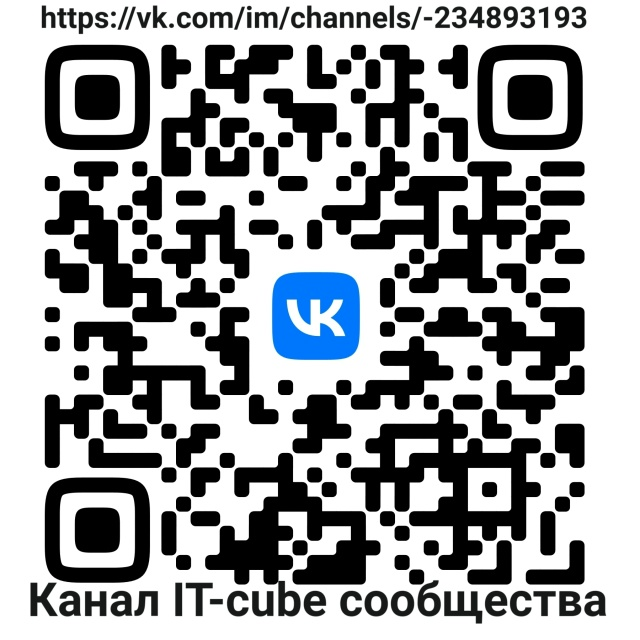 https://vk.com/im/channels/-234893193
Канал IT-cube сообщества